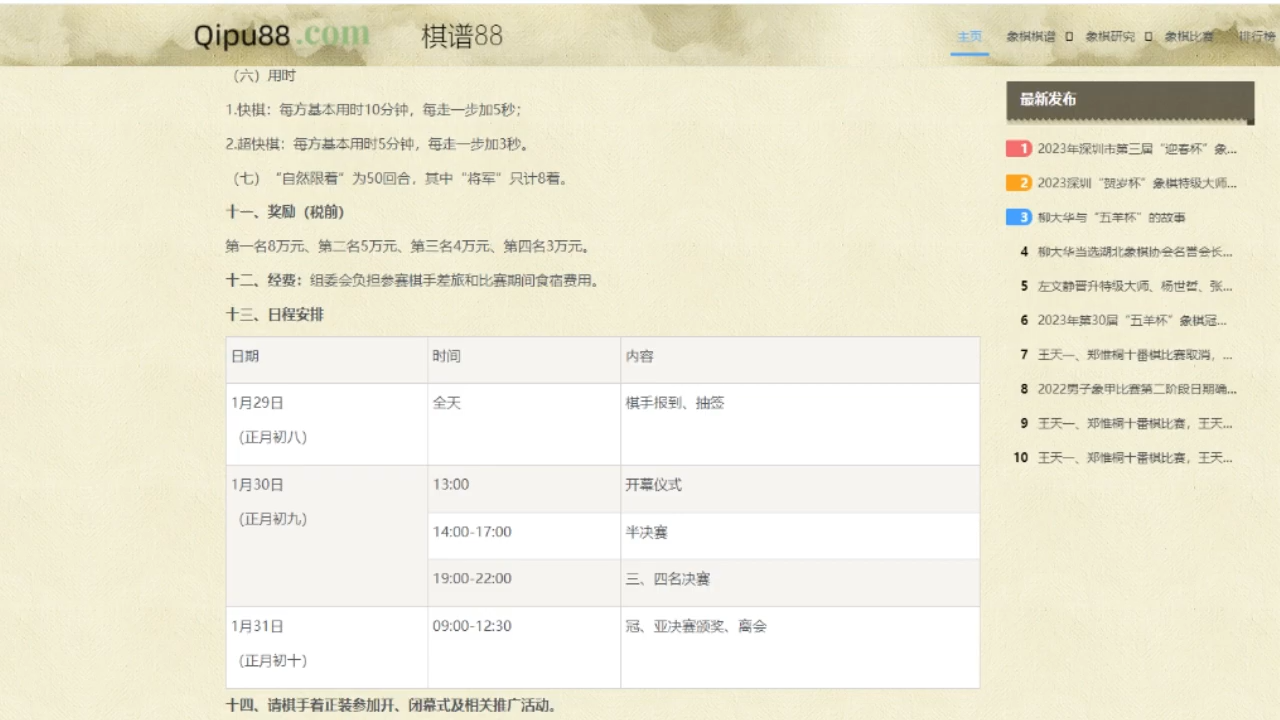 Qipu88.com 棋谱88
主页 象棋棋谱 象棋研究 象棋比赛 排行榜
（六）用时
1.快棋：每方基本用时10分钟，每走一步加5秒；
2.超快棋：每方基本用时5分钟，每走一步加3秒。
（七）“自然限着”为50回合，其中“将军”只计8着。
十一、奖励（税前）
第一名8万元、第二名5万元、第三名4万元、第四名3万元。
十二、经费：组委会负担参赛棋手差旅和比赛期间食宿费用。
十三、日程安排
日期 时间 内容
1月29日 全天 棋手报到、抽签
（正月初八）
1月30日 13:00 开幕仪式
（正月初九）
14:00-17:00 半决赛
19:00-22:00 三、四名决赛
1月31日 09:00-12:30 冠、亚决赛颁奖、离会
（正月初十）
十四、请棋手着正装参加开、闭幕式及相关推广活动。
最新发布
1 2023年深圳市第三届“迎春杯”象...
2 2023深圳“贺岁杯”象棋特级大师...
3 柳大华与“五羊杯”的故事
4 柳大华当选湖北象棋协会名誉会长...
5 左文静晋升特级大师、杨世哲、张...
6 2023年第30届“五羊杯”象棋冠...
7 王天一、郑惟桐十番棋比赛取消，...
8 2022男子象甲比赛第二阶段日期确...
9 王天一、郑惟桐十番棋比赛，王天...
10 王天一、郑惟桐十番棋比赛，王天...